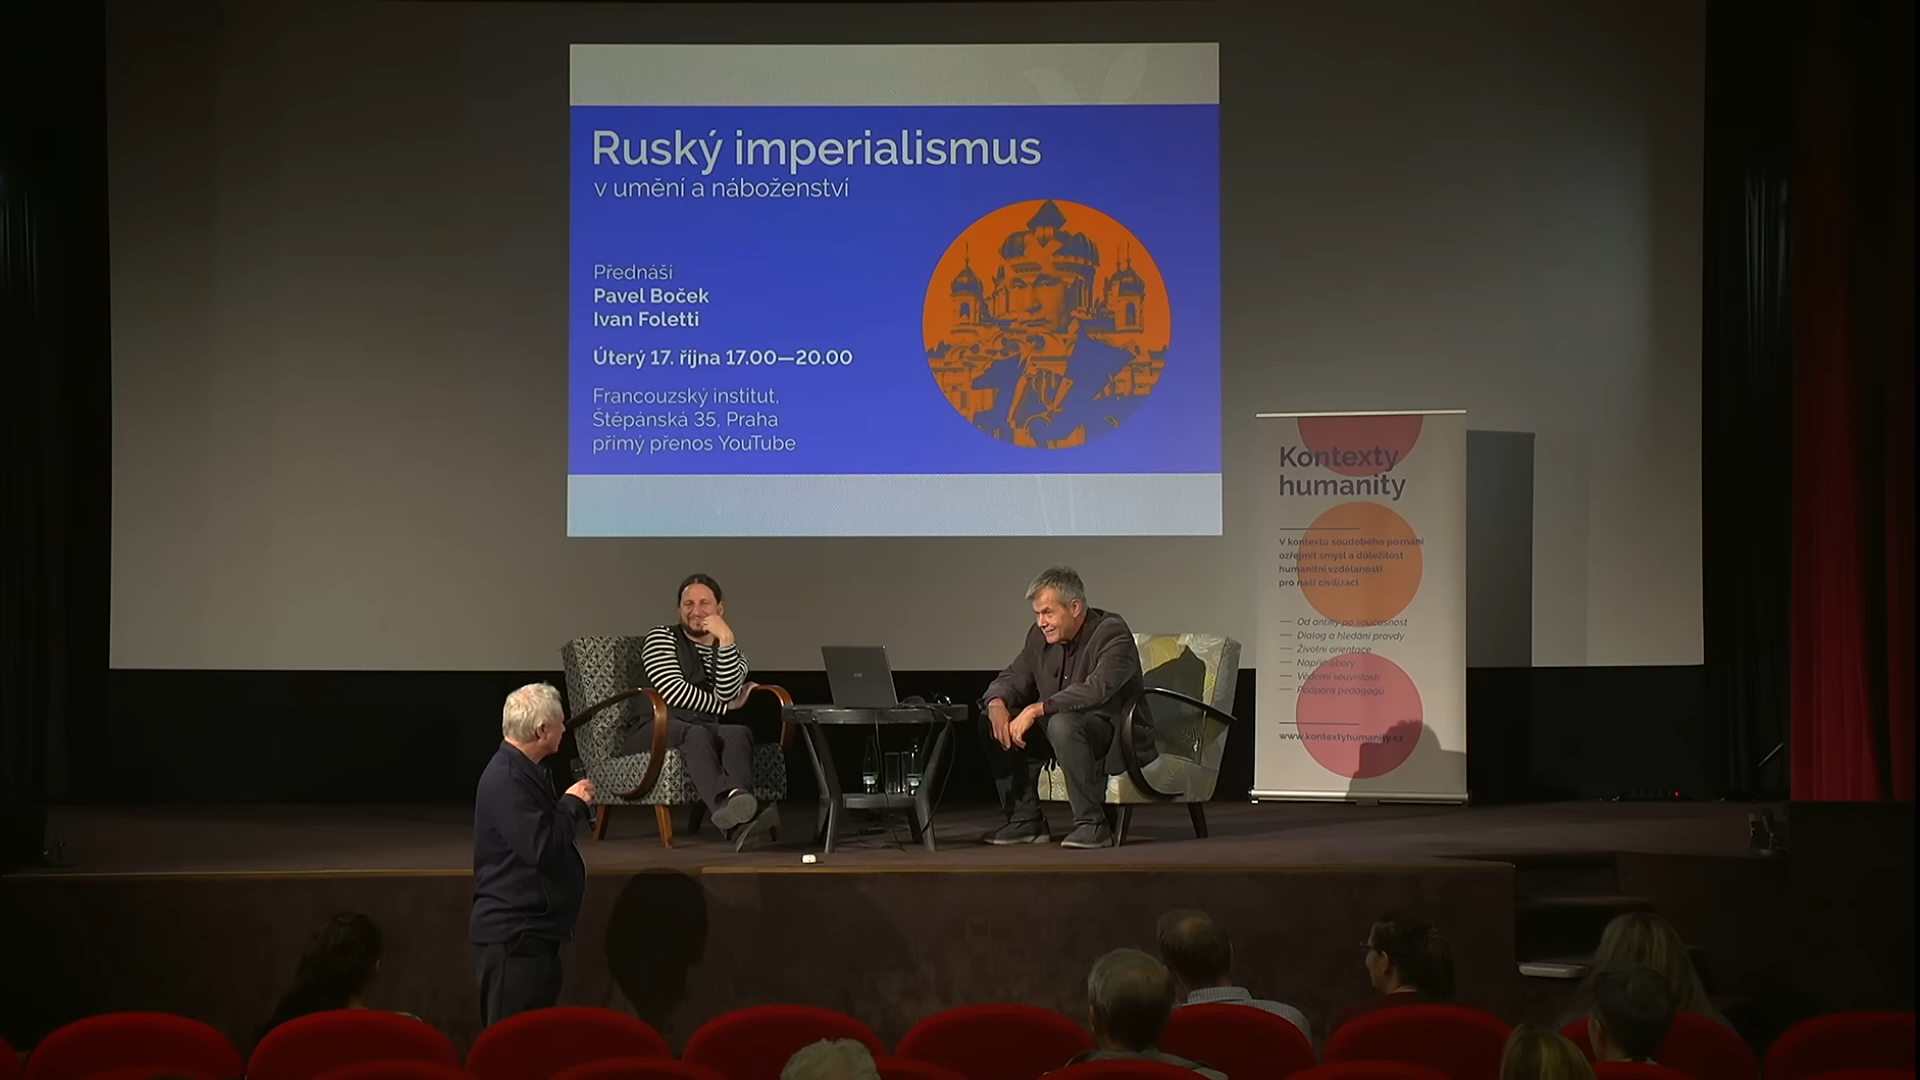 Ruský imperialismus
v umění a náboženství
Přednáší
Pavel Boček
Ivan Foletti
Úterý 17. října 17.00—20.00
Francouzský institut,
Štěpánská 35, Praha
přímý přenos YouTube
Kontexty
humanity
V kontextu soudobého poznání
ozřejmit smysl a důležitost
humanitní vzdělanosti
pro naši civilizaci
— Od antiky po současnost
— Dialog a hledání pravdy
— Životní orientace
— Napříč obory
— Vědomí souvislostí
— Podpora pedagogů
www.kontextyhumanity.cz